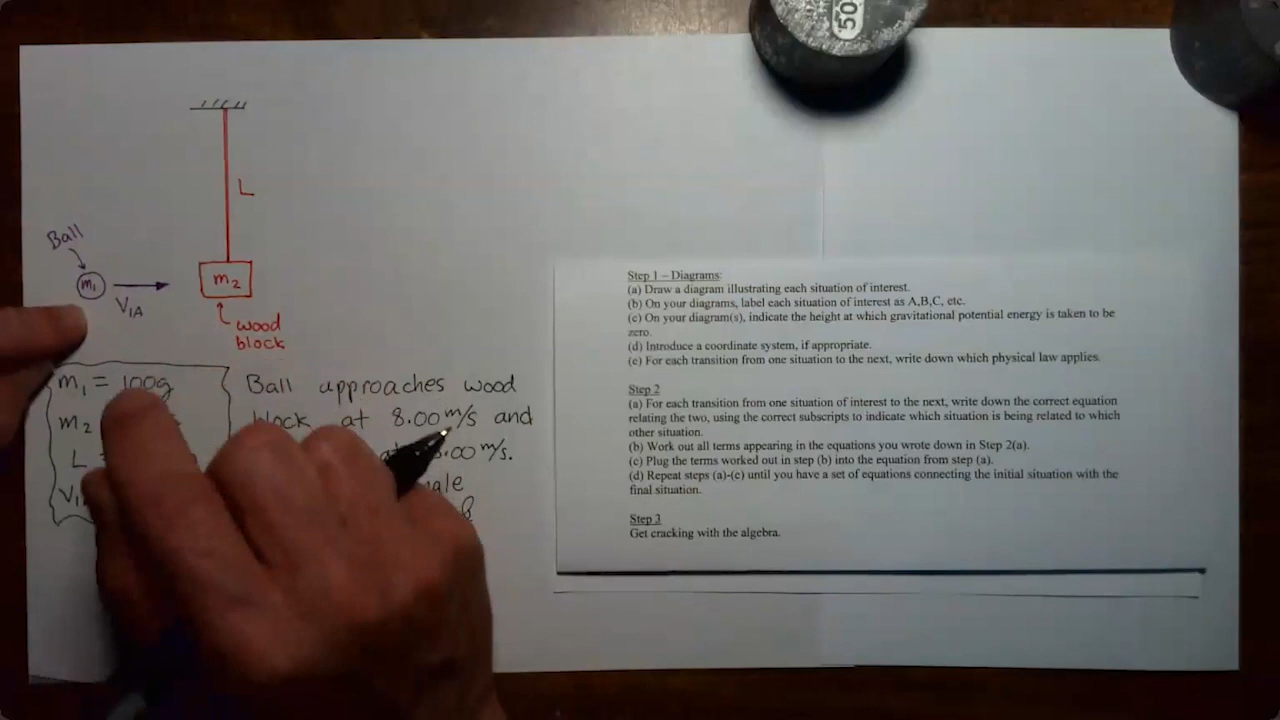 50
L
Ball
m₁
V₁A
m₂
wood
block
m₁ = 100g
m₂
L
Ball approaches wood
block at 8.00 m/s and
.00 m/s.
Step 1 – Diagrams:
(a) Draw a diagram illustrating each situation of interest.
(b) On your diagrams, label each situation of interest as A,B,C, etc.
(c) On your diagram(s), indicate the height at which gravitational potential energy is taken to be
zero.
(d) Introduce a coordinate system, if appropriate.
(e) For each transition from one situation to the next, write down which physical law applies.
Step 2
(a) For each transition from one situation of interest to the next, write down the correct equation
relating the two, using the correct subscripts to indicate which situation is being related to which
other situation.
(b) Work out all terms appearing in the equations you wrote down in Step 2(a).
(c) Plug the terms worked out in step (b) into the equation from step (a).
(d) Repeat steps (a)-(c) until you have a set of equations connecting the initial situation with the
final situation.
Step 3
Get cracking with the algebra.